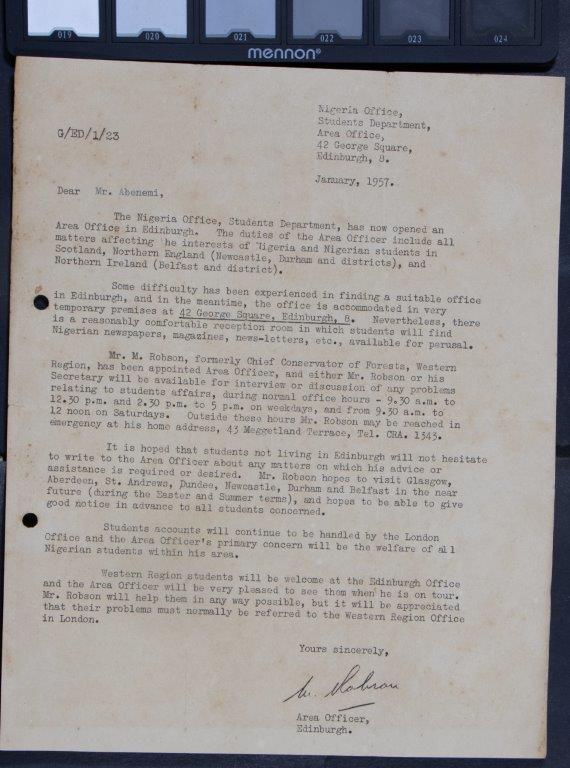 019 020 021 022 023 024
mennon®
Nigeria Office,
Students Department,
Area Office,
42 George Square,
Edinburgh, 8.
G/ED/1/23
January, 1957.
Dear Mr. Abenemi,
The Nigeria Office, Students Department, has now opened an
Area Office in Edinburgh. The duties of the Area Officer include all
matters affecting he interests of Nigeria and Nigerian students in
Scotland, Northern England (Newcastle, Durham and districts), and
Northern Ireland (Belfast and district).
Some difficulty has been experienced in finding a suitable office
in Edinburgh, and in the meantime, the office is accommodated in very
temporary premises at 42 George Square, Edinburgh, 8. Nevertheless, there
is a reasonably comfortable reception room in which students will find
Nigerian newspapers, magazines, news-letters, etc., available for perusal.
Mr. M. Robson, formerly Chief Conservator of Forests, Western
Region, has been appointed Area Officer, and either Mr. Robson or his
Secretary will be available for interview or discussion of any problems
relating to students affairs, during normal office hours - 9.30 a.m. to
12.30 p.m. and 2.30 p.m. to 5 p.m. on weekdays, and from 9.30 a.m. to
12 noon on Saturdays. Outside these hours Mr. Robson may be reached in
emergency at his home address, 43 Meggetland Terrace, Tel. CRA. 1343.
It is hoped that students not living in Edinburgh will not hesitate
to write to the Area Officer about any matters on which his advice or
assistance is required or desired. Mr. Robson hopes to visit Glasgow,
Aberdeen, St. Andrews, Dundee, Newcastle, Durham and Belfast in the near
future (during the Easter and Summer terms), and hopes to be able to give
good notice in advance to all students concerned.
Students accounts will continue to be handled by the London
Office and the Area Officer's primary concern will be the welfare of all
Nigerian students within his area.
Western Region students will be welcome at the Edinburgh Office
and the Area Officer will be very pleased to see them when he is on tour.
Mr. Robson will help them in any way possible, but it will be appreciated
that their problems must normally be referred to the Western Region Office
in London.
Yours sincerely,
M. Robson
Area Officer,
Edinburgh.